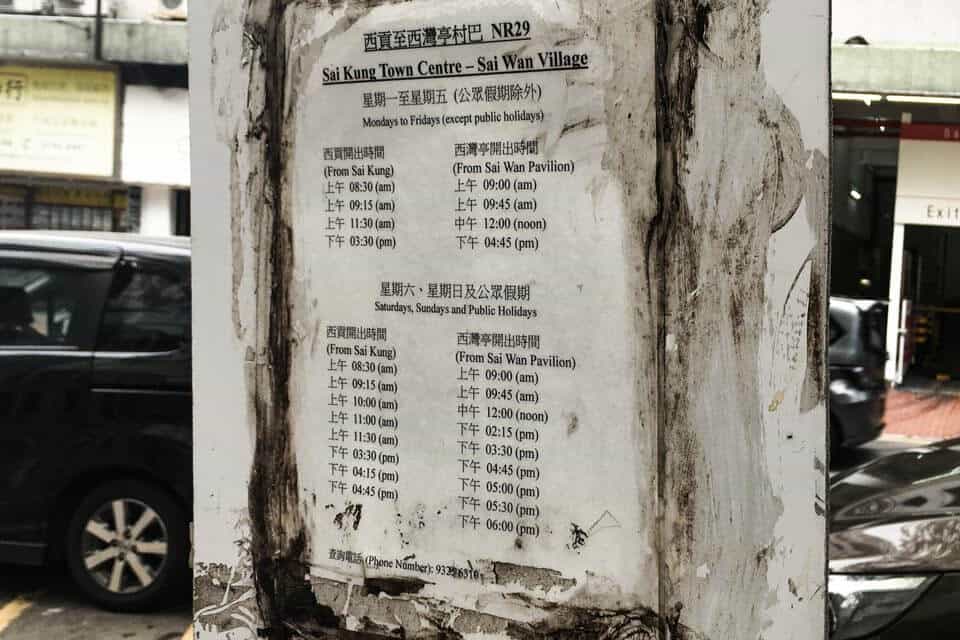 西貢至西灣亭村巴 NR29
Sai Kung Town Centre – Sai Wan Village
星期一至星期五 (公眾假期除外)
Mondays to Fridays (except public holidays)
西貢開出時間
(From Sai Kung)
上午 08:30 (am)
上午 09:15 (am)
上午 11:30 (am)
下午 03:30 (pm)
西灣亭開出時間
(From Sai Wan Pavilion)
上午 09:00 (am)
上午 09:45 (am)
中午 12:00 (noon)
下午 04:45 (pm)
星期六、星期日及公眾假期
Saturdays, Sundays and Public Holidays
西貢開出時間
(From Sai Kung)
上午 08:30 (am)
上午 09:15 (am)
上午 10:00 (am)
上午 11:00 (am)
上午 11:30 (am)
下午 03:30 (pm)
下午 04:15 (pm)
下午 04:45 (pm)
西灣亭開出時間
(From Sai Wan Pavilion)
上午 09:00 (am)
上午 09:45 (am)
中午 12:00 (noon)
下午 02:15 (pm)
下午 03:30 (pm)
下午 04:45 (pm)
下午 05:00 (pm)
下午 05:30 (pm)
下午 06:00 (pm)
查詢電話 (Phone Number):
行
Exit